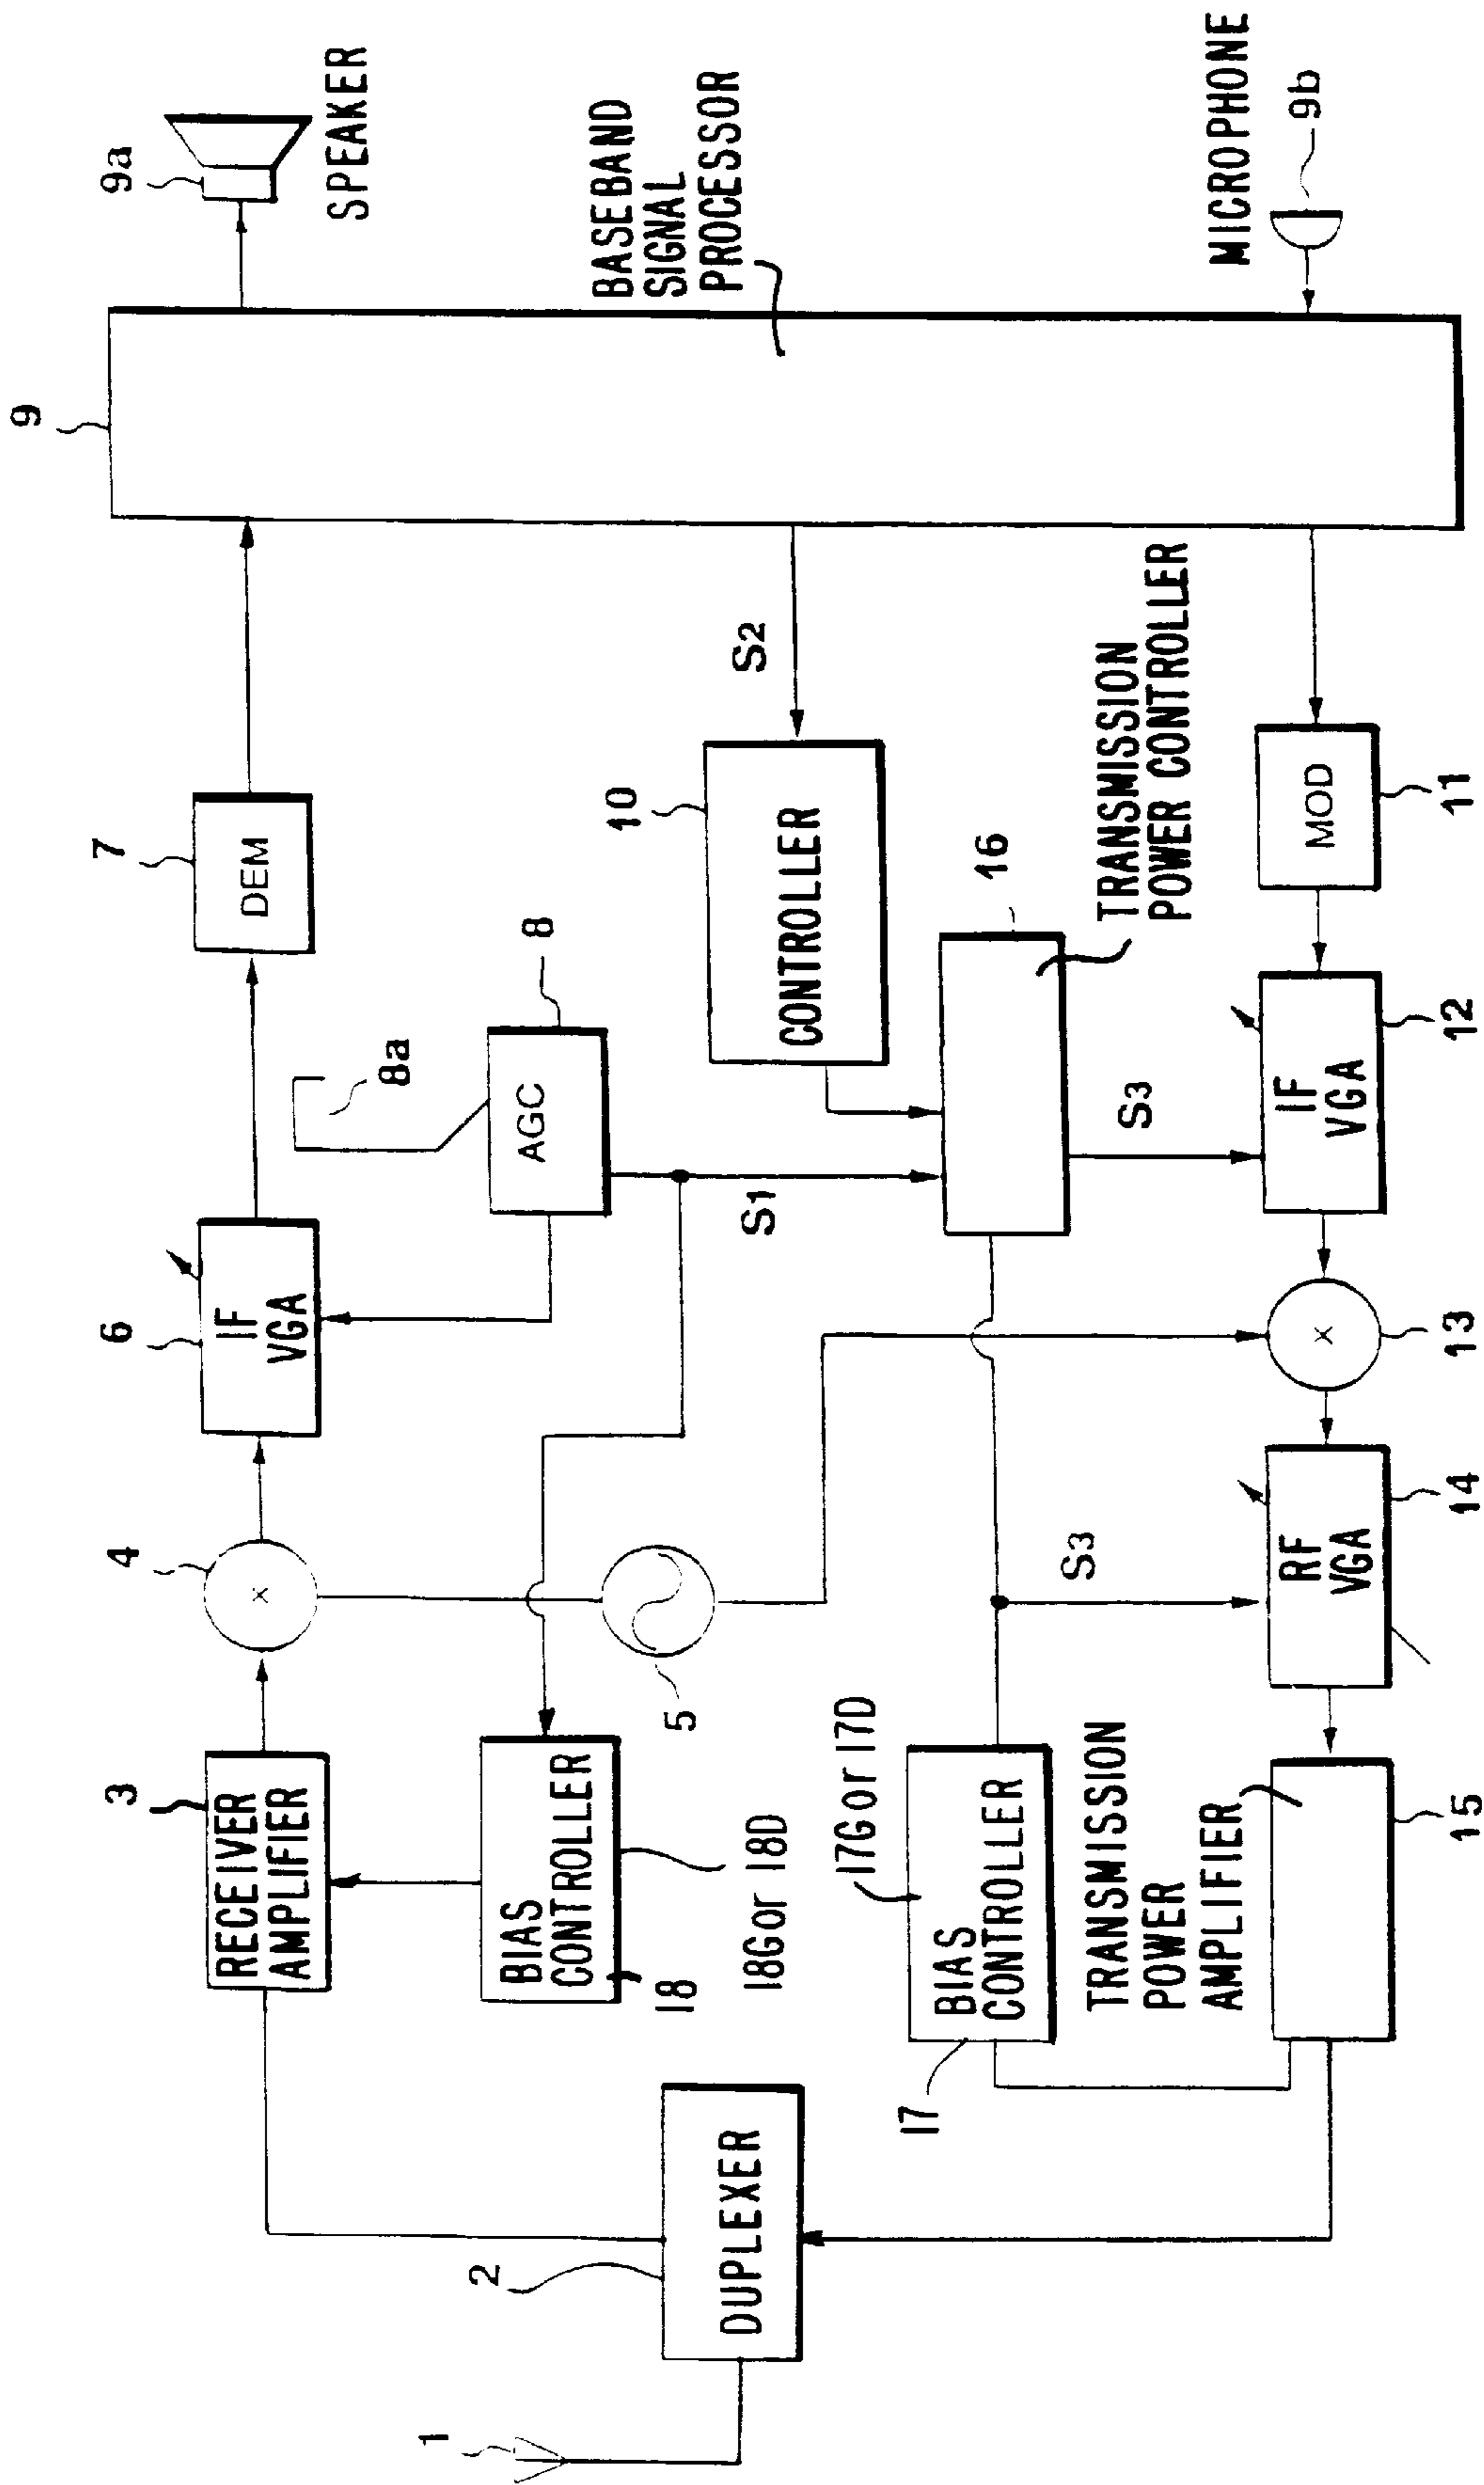 1
2
DUPLEXER
3
RECEIVER
AMPLIFIER
4
×
5
6
IF
VGA
7
DEM
8
8a
AGC
9
9a
SPEAKER
BASEBAND
SIGNAL
PROCESSOR
MICROPHONE
9b
BIAS
CONTROLLER
18
18G or 18D
S1
S2
10
CONTROLLER
16
TRANSMISSION
POWER CONTROLLER
S3
17
17G or 17D
BIAS
CONTROLLER
S3
TRANSMISSION
POWER
AMPLIFIER
15
RF
VGA
14
×
13
IF
VGA
12
MOD
11